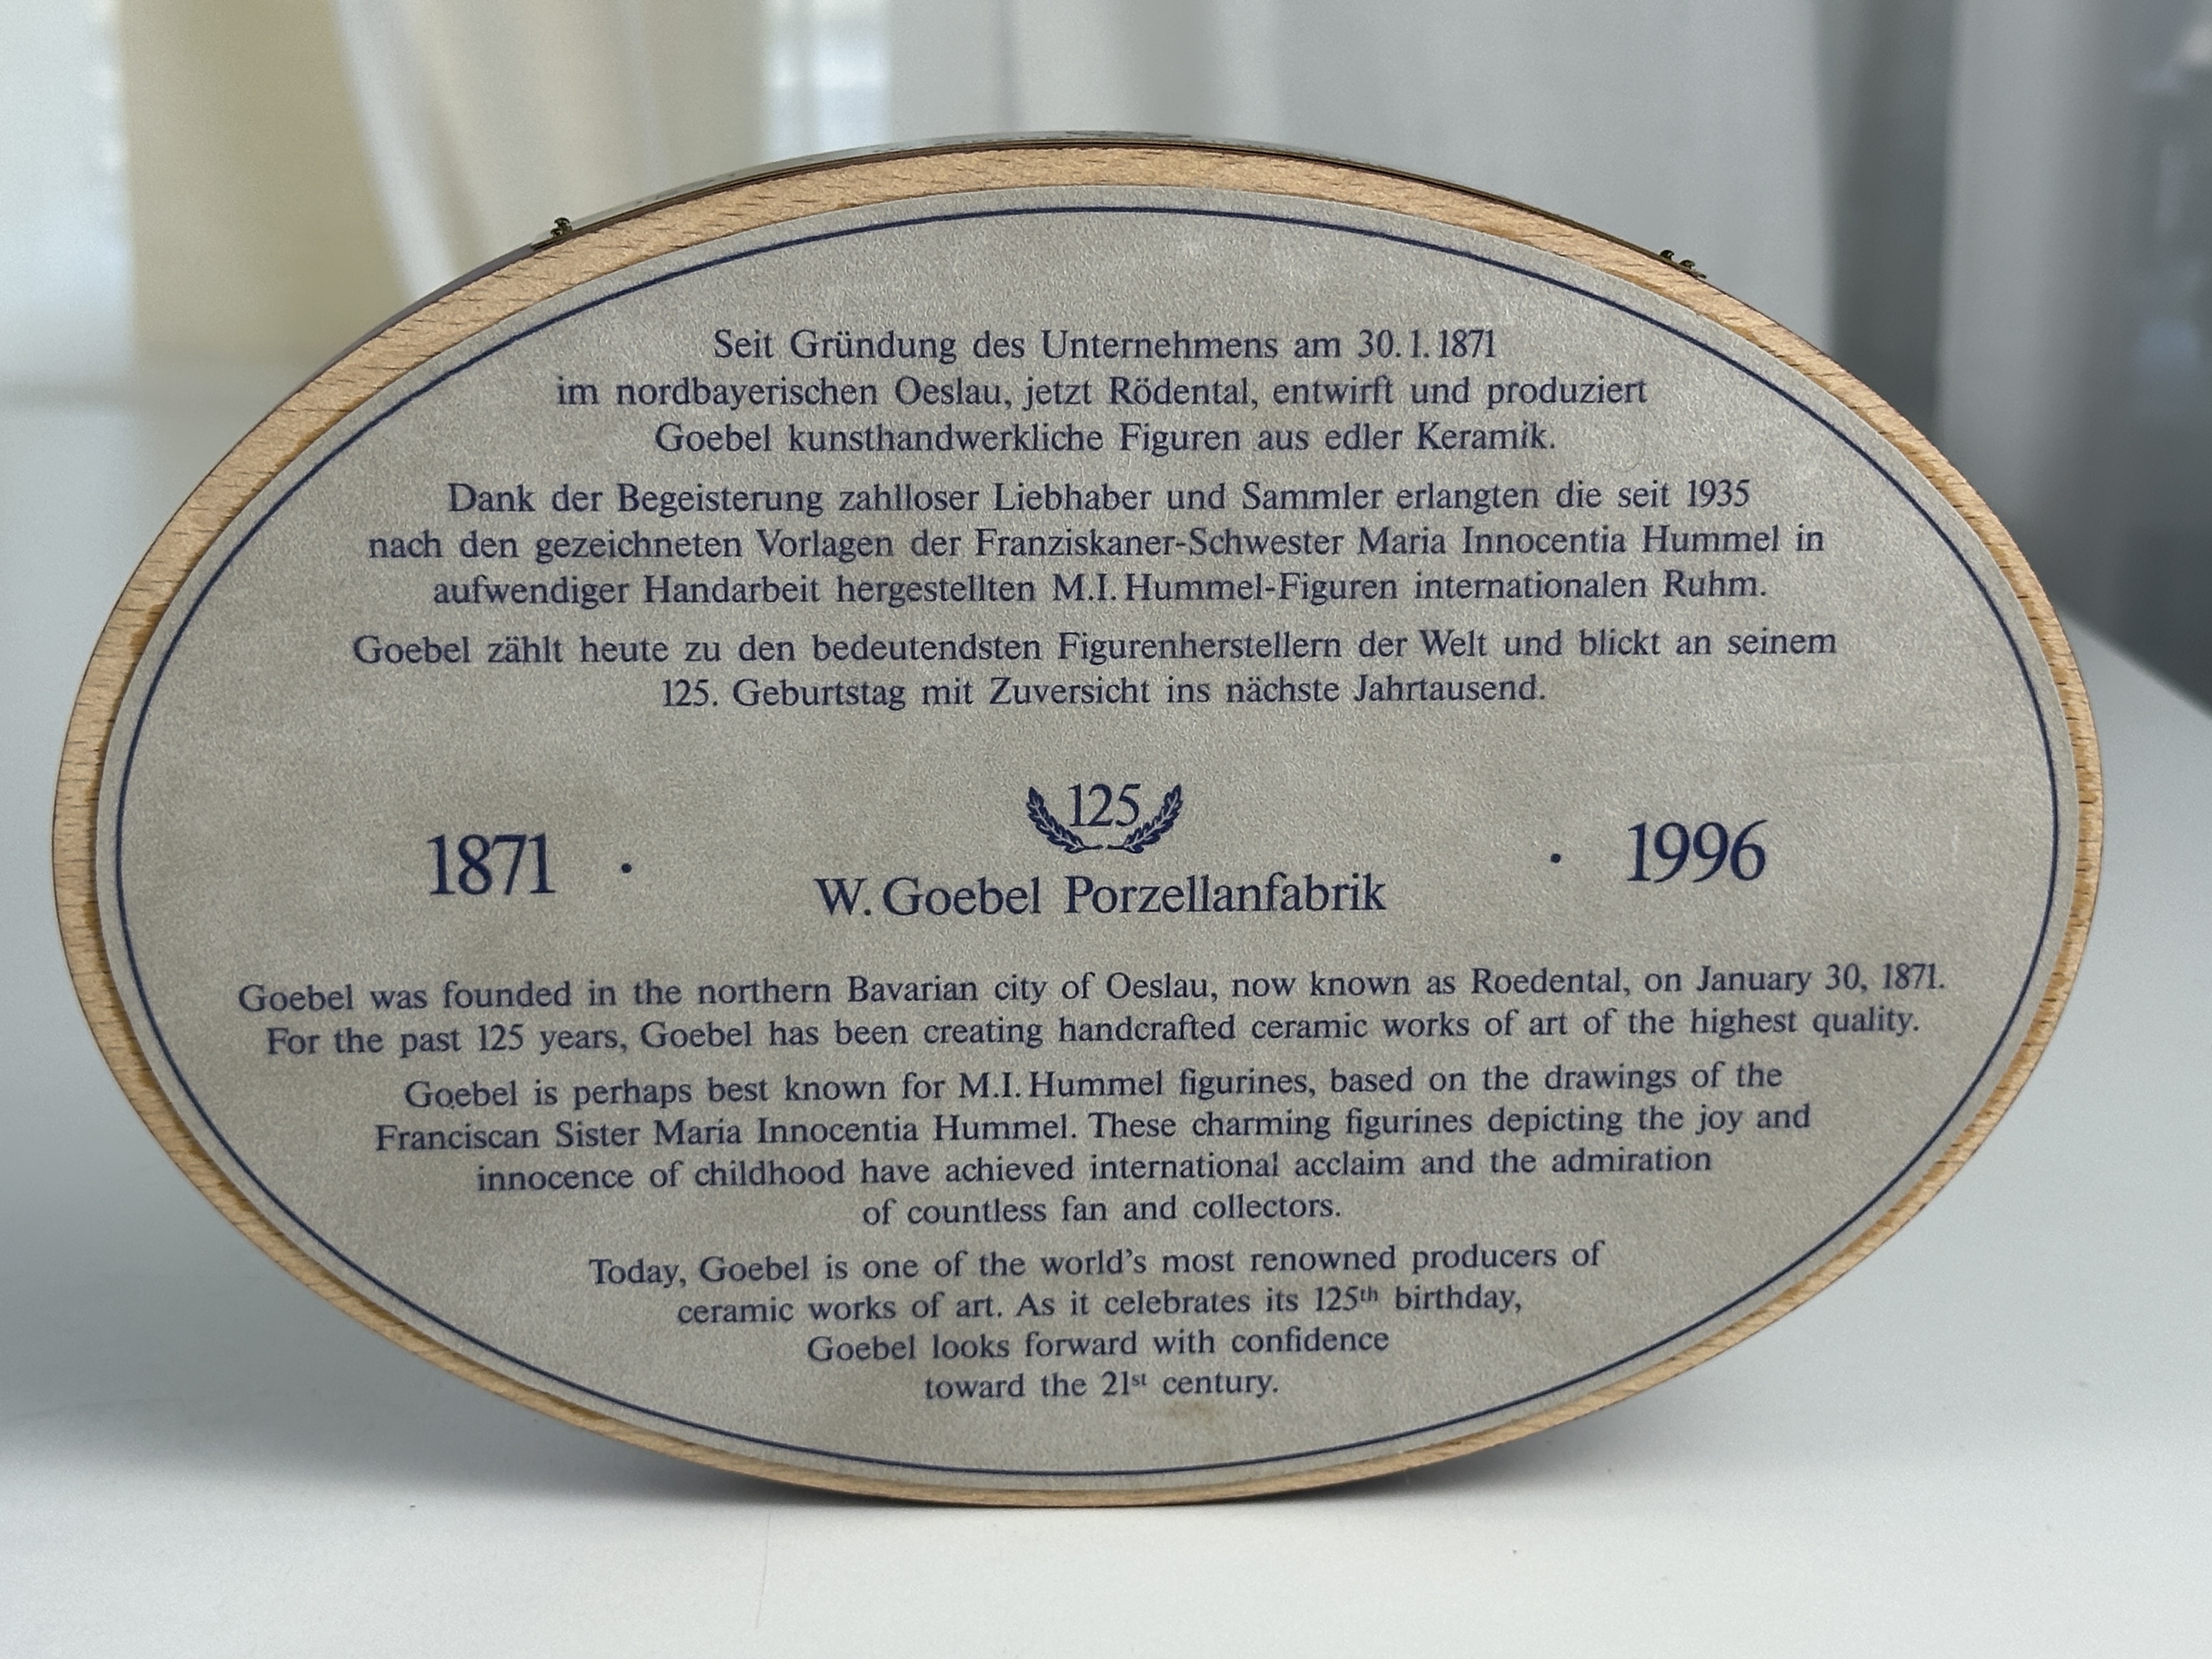 Seit Gründung des Unternehmens am 30.1.1871
im nordbayerischen Oeslau, jetzt Rödental, entwirft und produziert
Goebel kunsthandwerkliche Figuren aus edler Keramik.
Dank der Begeisterung zahlloser Liebhaber und Sammler erlangten die seit 1935
nach den gezeichneten Vorlagen der Franziskaner-Schwester Maria Innocentia Hummel in
aufwendiger Handarbeit hergestellten M.I. Hummel-Figuren internationalen Ruhm.
Goebel zählt heute zu den bedeutendsten Figurenherstellern der Welt und blickt an seinem
125. Geburtstag mit Zuversicht ins nächste Jahrtausend.
125
1871 · · 1996
W. Goebel Porzellanfabrik
Goebel was founded in the northern Bavarian city of Oeslau, now known as Roedental, on January 30, 1871.
For the past 125 years, Goebel has been creating handcrafted ceramic works of art of the highest quality.
Goebel is perhaps best known for M.I. Hummel figurines, based on the drawings of the
Franciscan Sister Maria Innocentia Hummel. These charming figurines depicting the joy and
innocence of childhood have achieved international acclaim and the admiration
of countless fan and collectors.
Today, Goebel is one of the world's most renowned producers of
ceramic works of art. As it celebrates its 125th birthday,
Goebel looks forward with confidence
toward the 21st century.